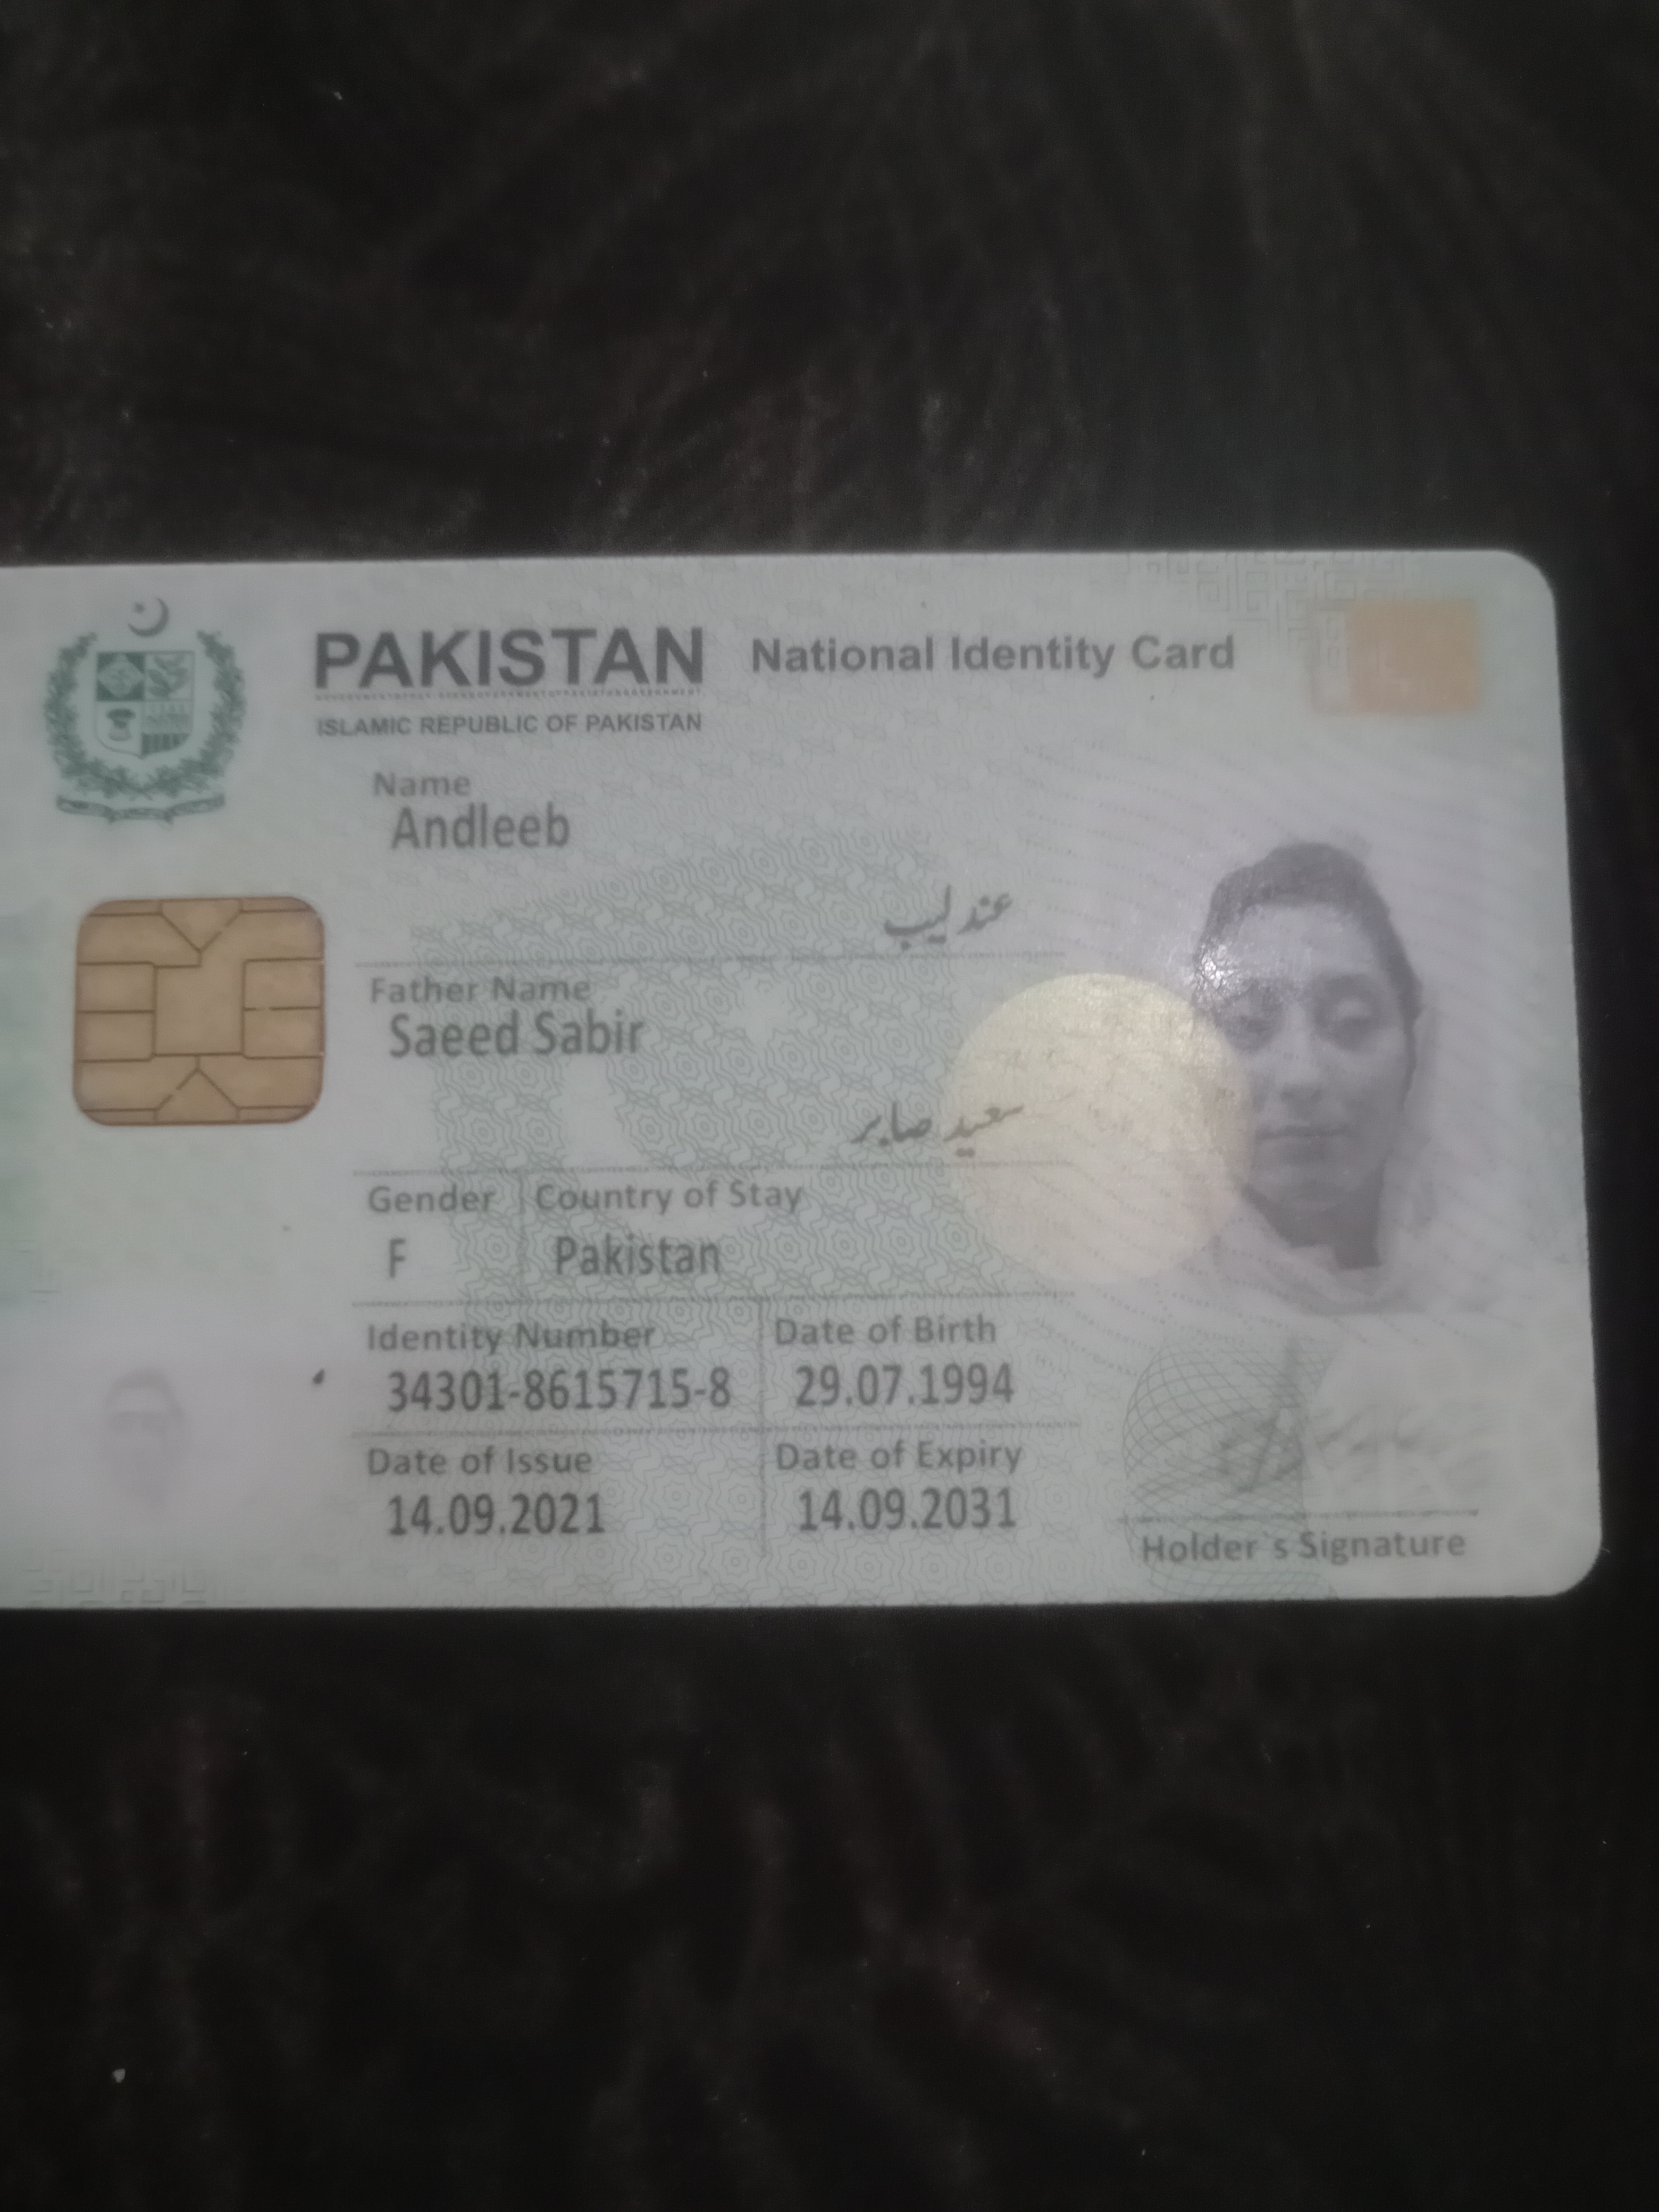 PAKISTAN National Identity Card
ISLAMIC REPUBLIC OF PAKISTAN
Name
Andleeb
عندلیب
Father Name
Saeed Sabir
سعید صابر
Gender Country of Stay
F Pakistan
Identity Number Date of Birth
34301-8615715-8 29.07.1994
Date of Issue Date of Expiry
14.09.2021 14.09.2031
Holder`s Signature